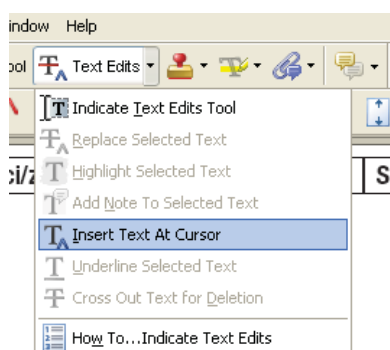 indow Help
ool Text Edits
Indicate Text Edits Tool
Replace Selected Text
Highlight Selected Text
Add Note To Selected Text
Insert Text At Cursor
Underline Selected Text
Cross Out Text for Deletion
How To...Indicate Text Edits
ci/z
S